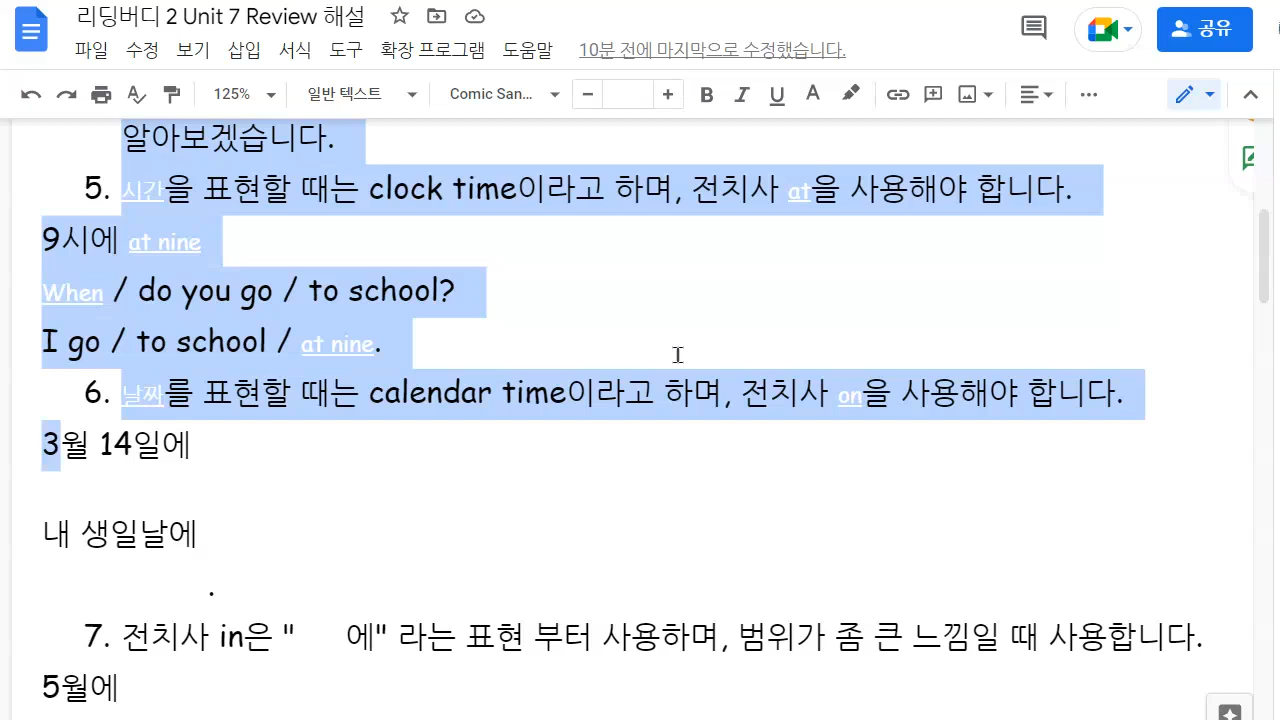 리딩버디 2 Unit 7 Review 해설
파일 수정 보기 삽입 서식 도구 확장 프로그램 도움말 10분 전에 마지막으로 수정했습니다.
공유
125% 일반 텍스트 Comic San... − + B I U A
알아보겠습니다.
5. 시간을 표현할 때는 clock time이라고 하며, 전치사 at을 사용해야 합니다.
9시에 at nine
When / do you go / to school?
I go / to school / at nine.
6. 날짜를 표현할 때는 calendar time이라고 하며, 전치사 on을 사용해야 합니다.
3월 14일에
내 생일날에
.
7. 전치사 in은 " 에" 라는 표현 부터 사용하며, 범위가 좀 큰 느낌일 때 사용합니다.
5월에